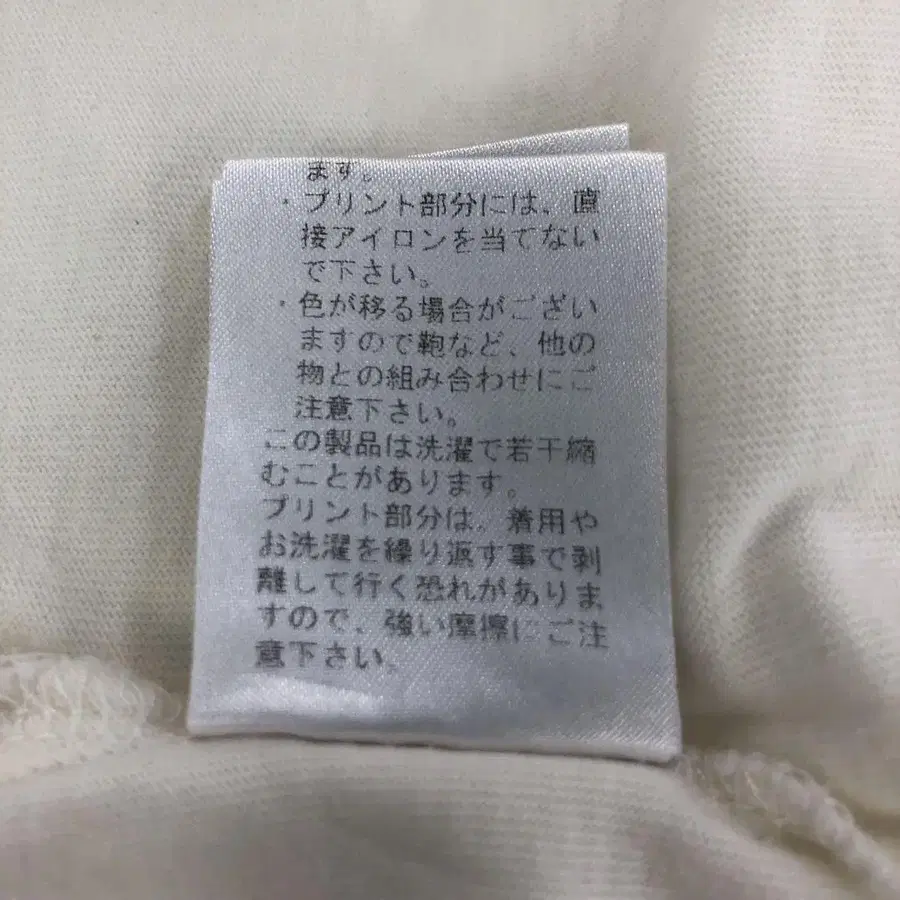 ます。
・プリント部分には、直
接アイロンを当てない
で下さい。
・色が移る場合がござい
ますので鞄など、他の
物との組み合わせにご
注意下さい。
この製品は洗濯で若干縮
むことがあります。
プリント部分は、着用や
お洗濯を繰り返す事で剥
離して行く恐れがありま
すので、強い摩擦にご注
意下さい。